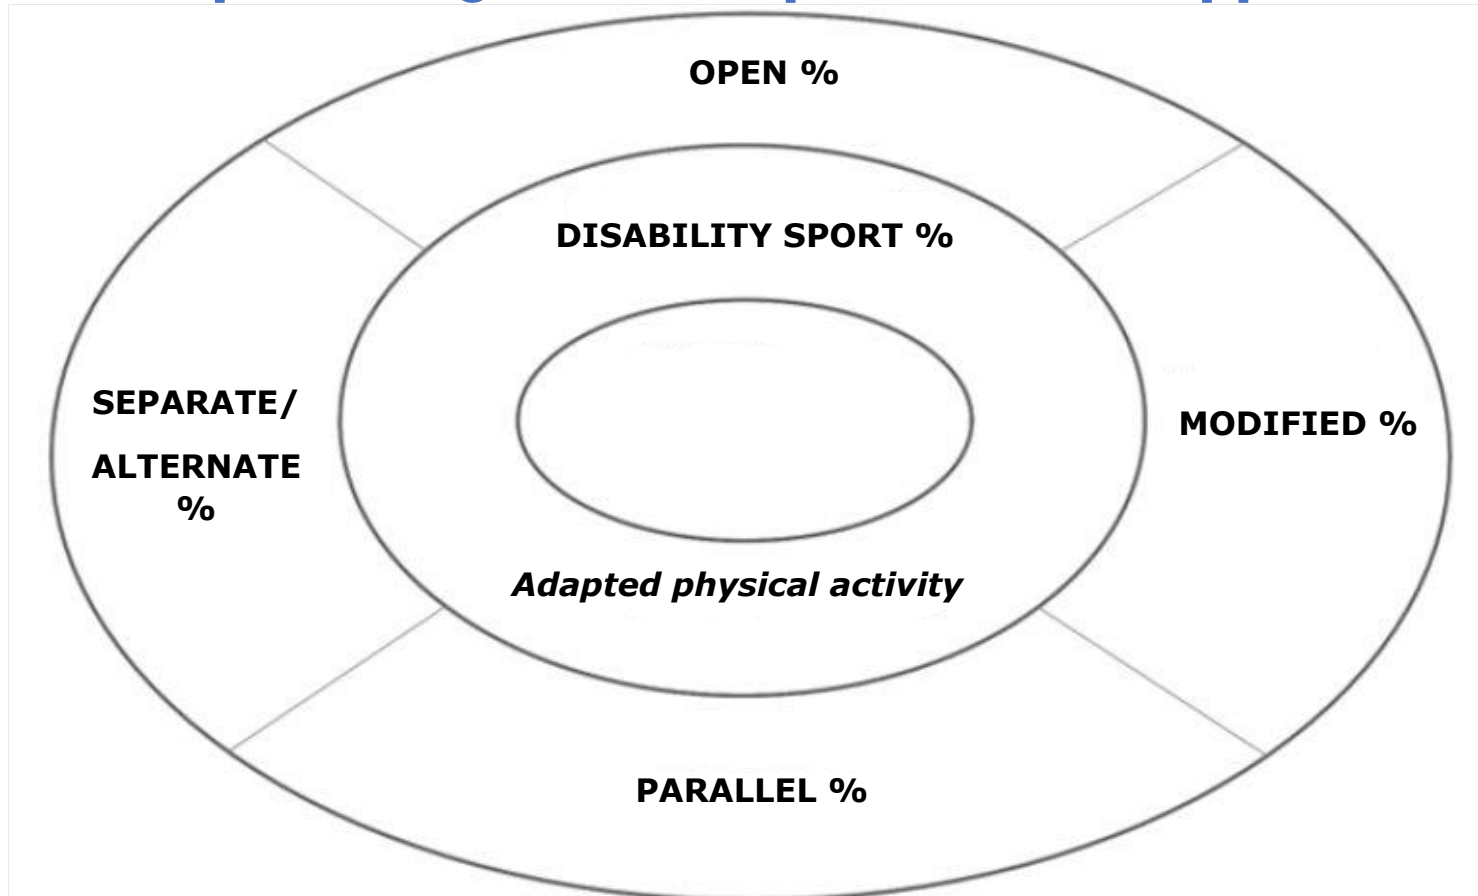 OPEN %
DISABILITY SPORT %
SEPARATE/
ALTERNATE
%
MODIFIED %
Adapted physical activity
PARALLEL %